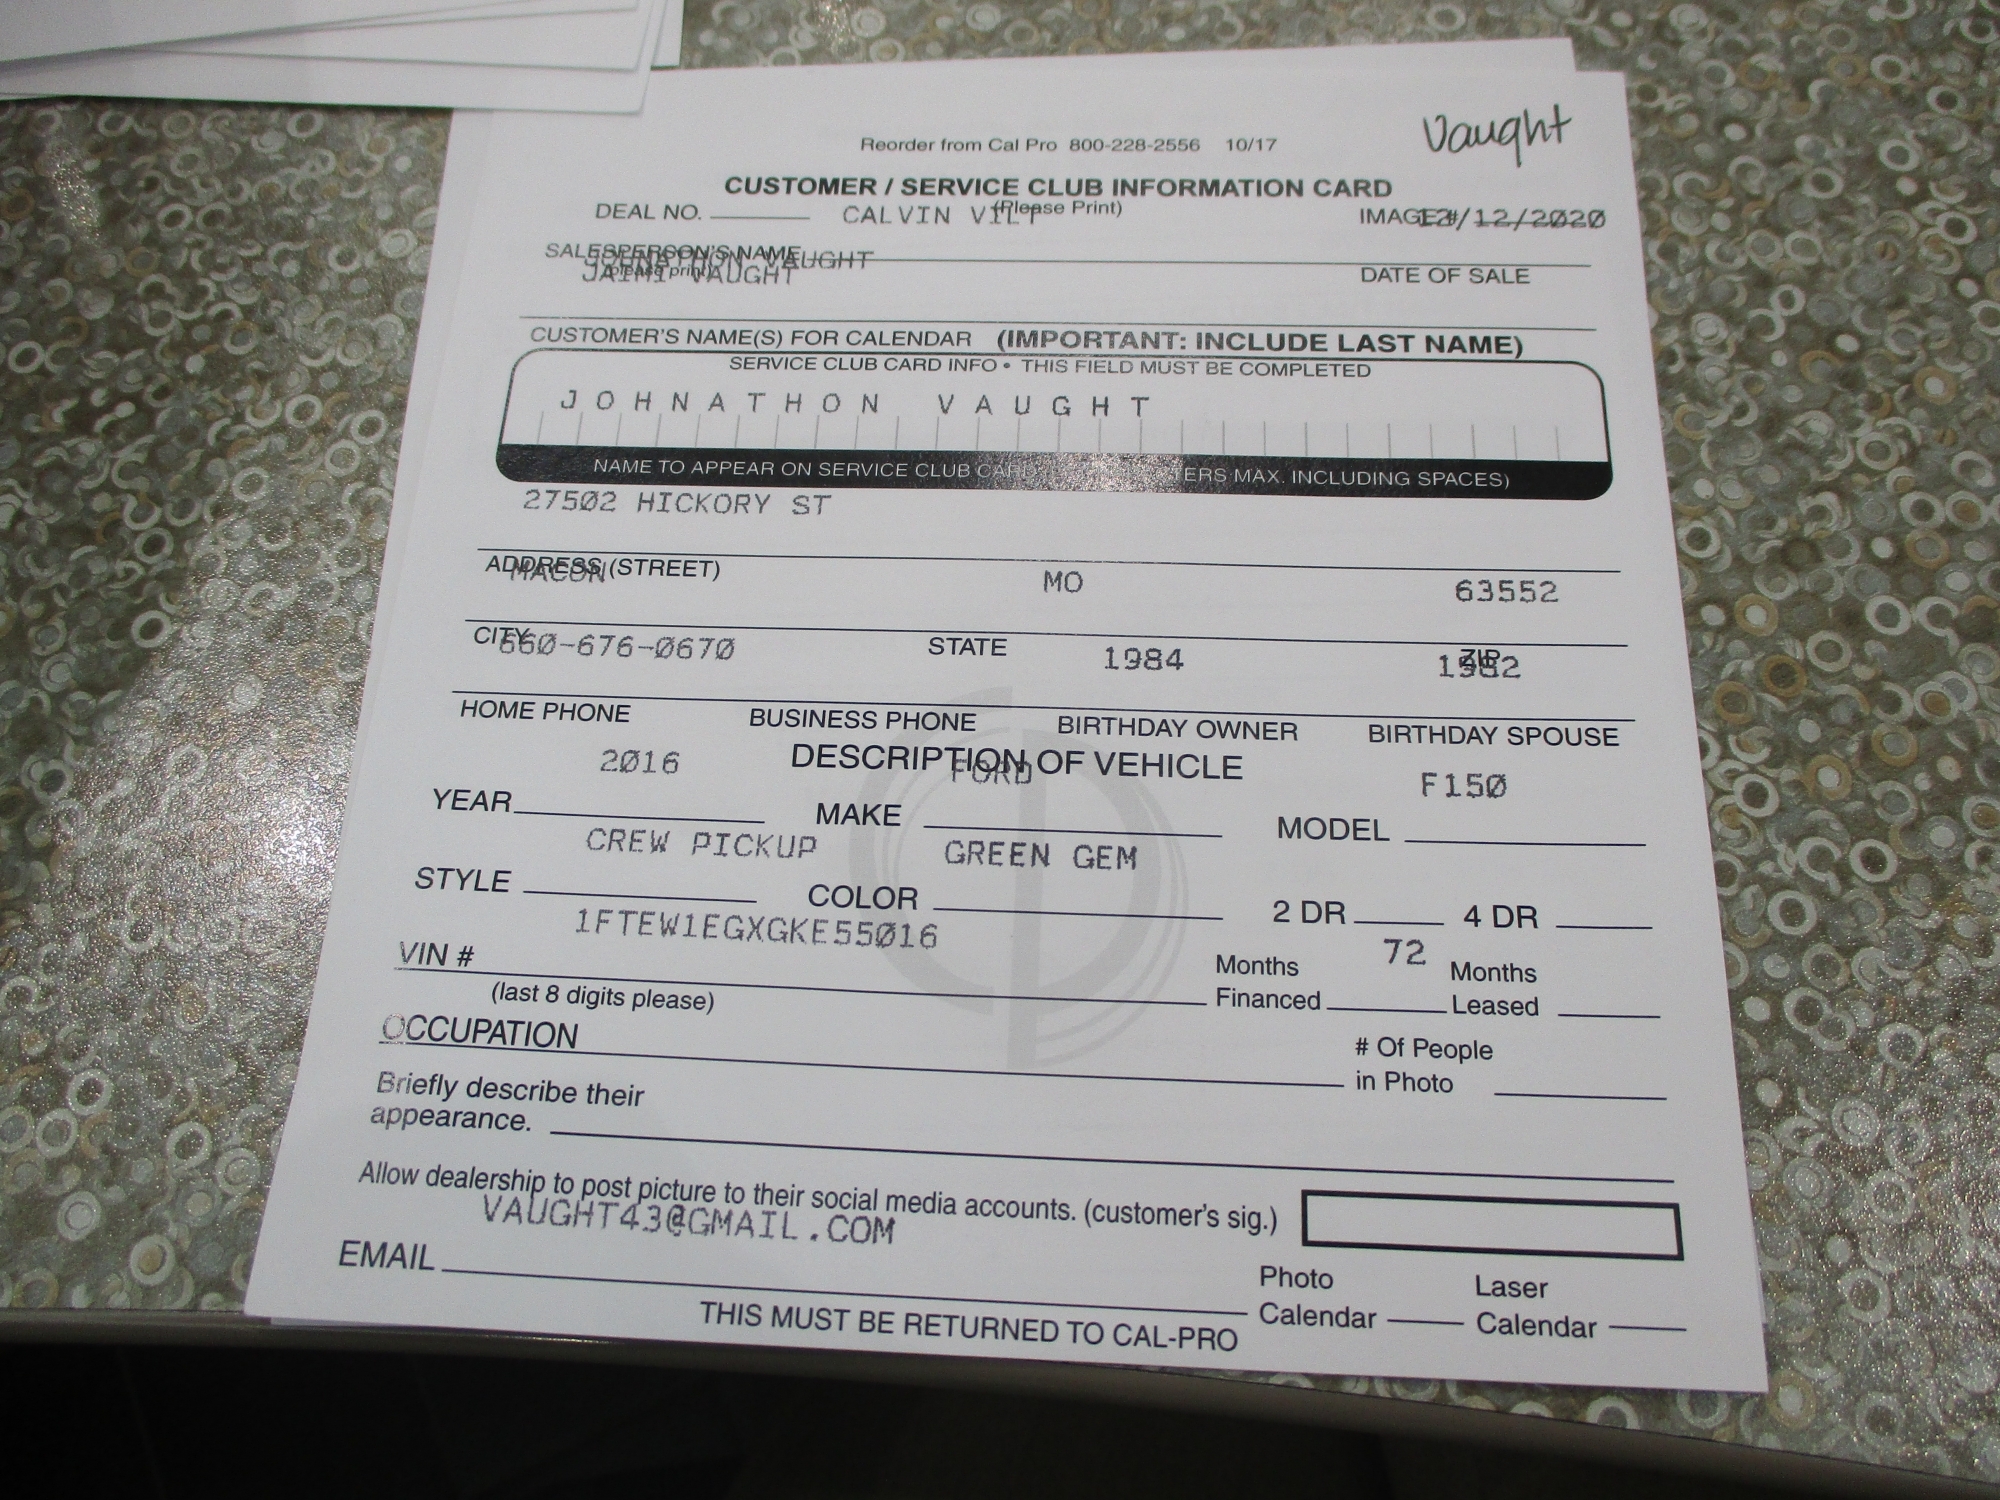 Vaught
Reorder from Cal Pro 800-228-2556 10/17
CUSTOMER / SERVICE CLUB INFORMATION CARD
(Please Print)
DEAL NO. CALVIN VILT IMAGE # 12/12/2020
SALESPERSON'S NAME JOHNATHON VAUGHT
(please print) JAIMI VAUGHT DATE OF SALE
CUSTOMER'S NAME(S) FOR CALENDAR (IMPORTANT: INCLUDE LAST NAME)
SERVICE CLUB CARD INFO • THIS FIELD MUST BE COMPLETED
JOHNATHON VAUGHT
NAME TO APPEAR ON SERVICE CLUB CARD TERS MAX. INCLUDING SPACES)
27502 HICKORY ST
ADDRESS (STREET)
MACON MO 63552
CITY STATE ZIP
660-676-0670 1984 1982
HOME PHONE BUSINESS PHONE BIRTHDAY OWNER BIRTHDAY SPOUSE
DESCRIPTION OF VEHICLE
2016 FORD F150
YEAR MAKE MODEL
CREW PICKUP GREEN GEM
STYLE COLOR 2 DR 4 DR
1FTEW1EGXGKE55016 72
VIN # Months Financed Months Leased
(last 8 digits please)
OCCUPATION # Of People in Photo
Briefly describe their
appearance.
Allow dealership to post picture to their social media accounts. (customer's sig.)
VAUGHT43@GMAIL.COM
EMAIL Photo Calendar Laser Calendar
THIS MUST BE RETURNED TO CAL-PRO